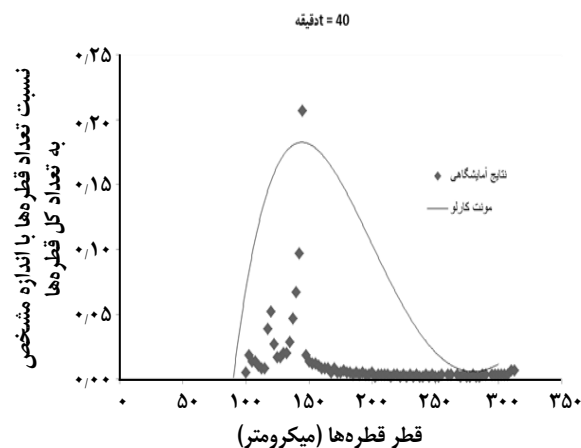 t = 40دقیقه
نسبت تعداد قطره‌ها با اندازه مشخص
به تعداد کل قطره‌ها
۰/۲۵
۰/۲۰
۰/۱۵
۰/۱۰
۰/۰۵
۰/۰۰
نتایج آمایشگاهی
مونت کارلو
۰ ۵۰ ۱۰۰ ۱۵۰ ۲۰۰ ۲۵۰ ۳۰۰ ۳۵۰
قطر قطره‌ها (میکرومتر)